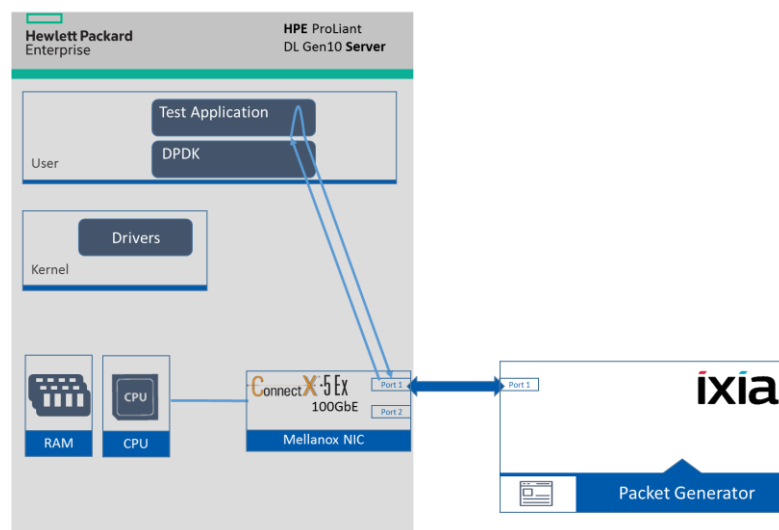 Hewlett Packard
Enterprise
HPE ProLiant
DL Gen10 Server
Test Application
DPDK
User
Drivers
Kernel
RAM
CPU
CPU
ConnectX-5 Ex
100GbE
Port 1
Port 2
Mellanox NIC
Port 1
ixia
Packet Generator